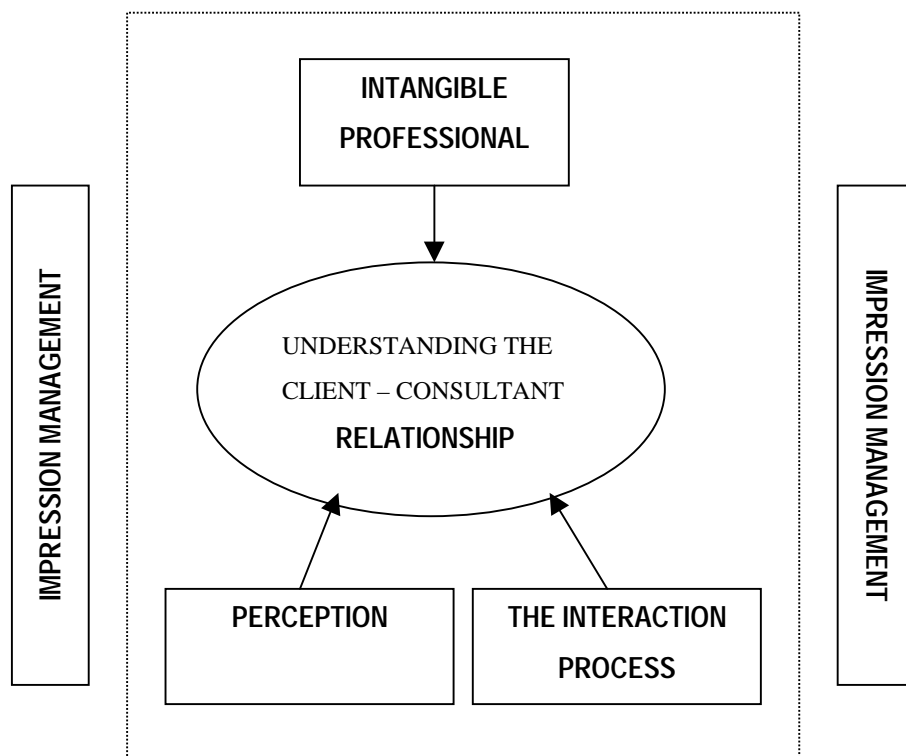 INTANGIBLE
PROFESSIONAL
IMPRESSION MANAGEMENT
UNDERSTANDING THE
CLIENT – CONSULTANT
RELATIONSHIP
IMPRESSION MANAGEMENT
PERCEPTION
THE INTERACTION
PROCESS